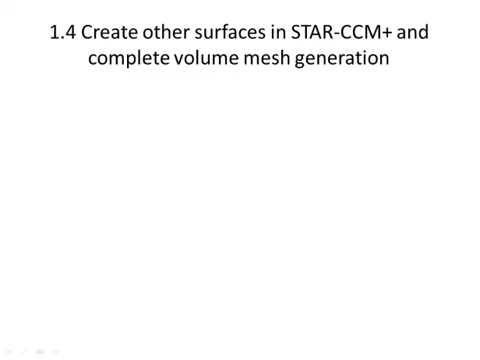 1.4 Create other surfaces in STAR-CCM+ and
complete volume mesh generation